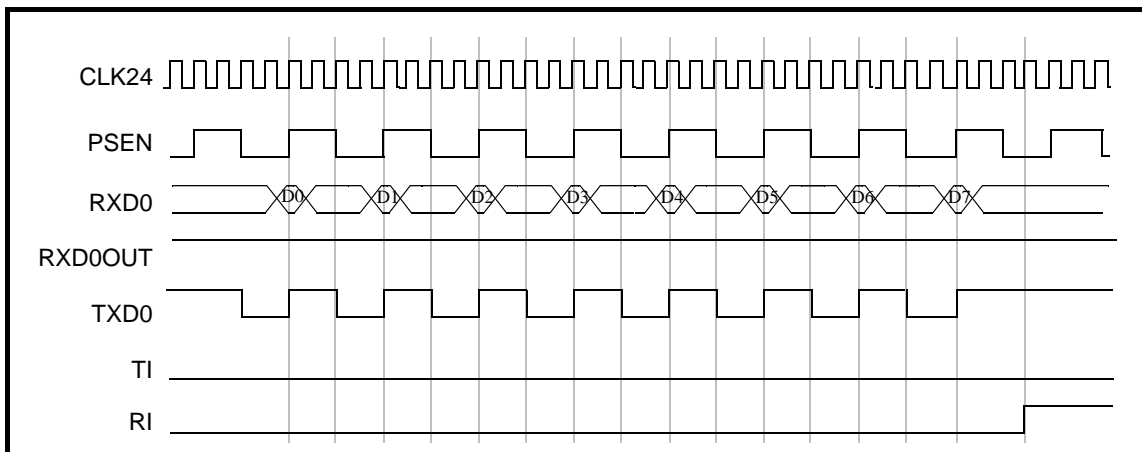 CLK24
PSEN
RXD0 D0 D1 D2 D3 D4 D5 D6 D7
RXD0OUT
TXD0
TI
RI